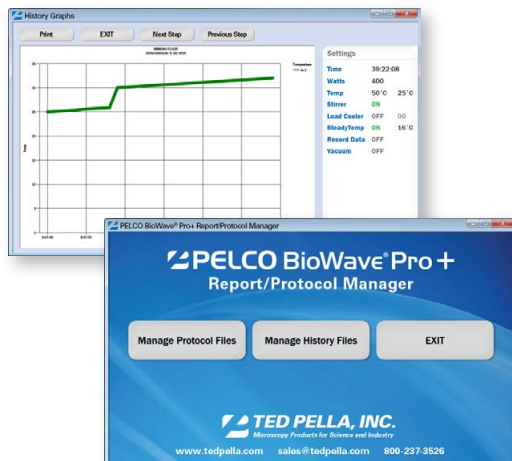 History Graphs
Print EXIT Next Step Previous Step
Temperature
Settings
Time 39:22:08
Watts 400
Temp 50°C 25°C
Stirrer ON
Load Cooler OFF 00
SteadyTemp ON 16°C
Record Data OFF
Vacuum OFF
PELCO BioWave® Pro+ Report/Protocol Manager
PELCO BioWave® Pro+
Report/Protocol Manager
Manage Protocol Files Manage History Files EXIT
TED PELLA, INC.
Microscopy Products for Science and Industry
www.tedpella.com sales@tedpella.com 800-237-3526